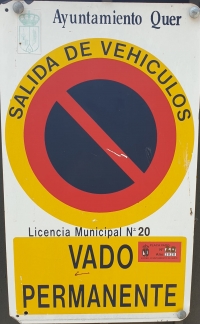 Ayuntamiento Quer
SALIDA DE VEHICULOS
Licencia Municipal Nº 20
VADO
PERMANENTE